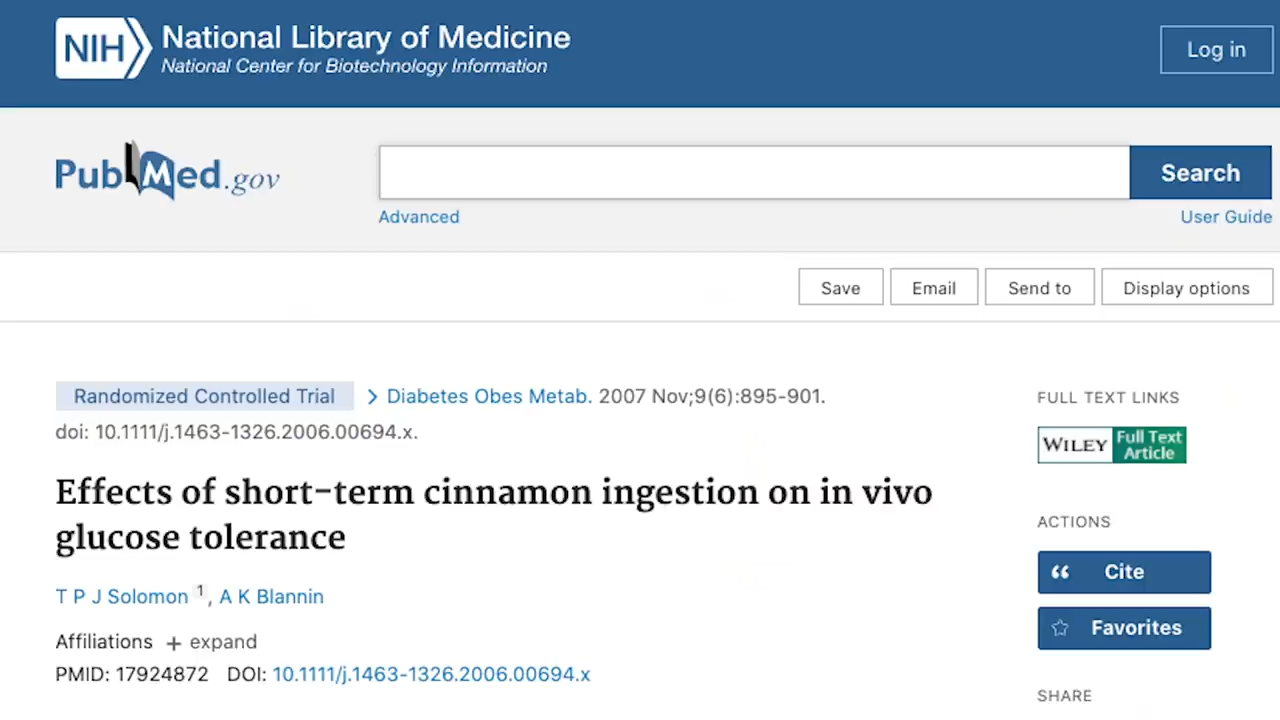 NIH
National Library of Medicine
National Center for Biotechnology Information
Log in
PubMed.gov
Search
Advanced
User Guide
Save
Email
Send to
Display options
Randomized Controlled Trial
Diabetes Obes Metab. 2007 Nov;9(6):895-901.
doi: 10.1111/j.1463-1326.2006.00694.x.
Effects of short-term cinnamon ingestion on in vivo
glucose tolerance
T P J Solomon 1, A K Blannin
Affiliations + expand
PMID: 17924872 DOI: 10.1111/j.1463-1326.2006.00694.x
FULL TEXT LINKS
WILEY Full Text
Article
ACTIONS
Cite
Favorites
SHARE